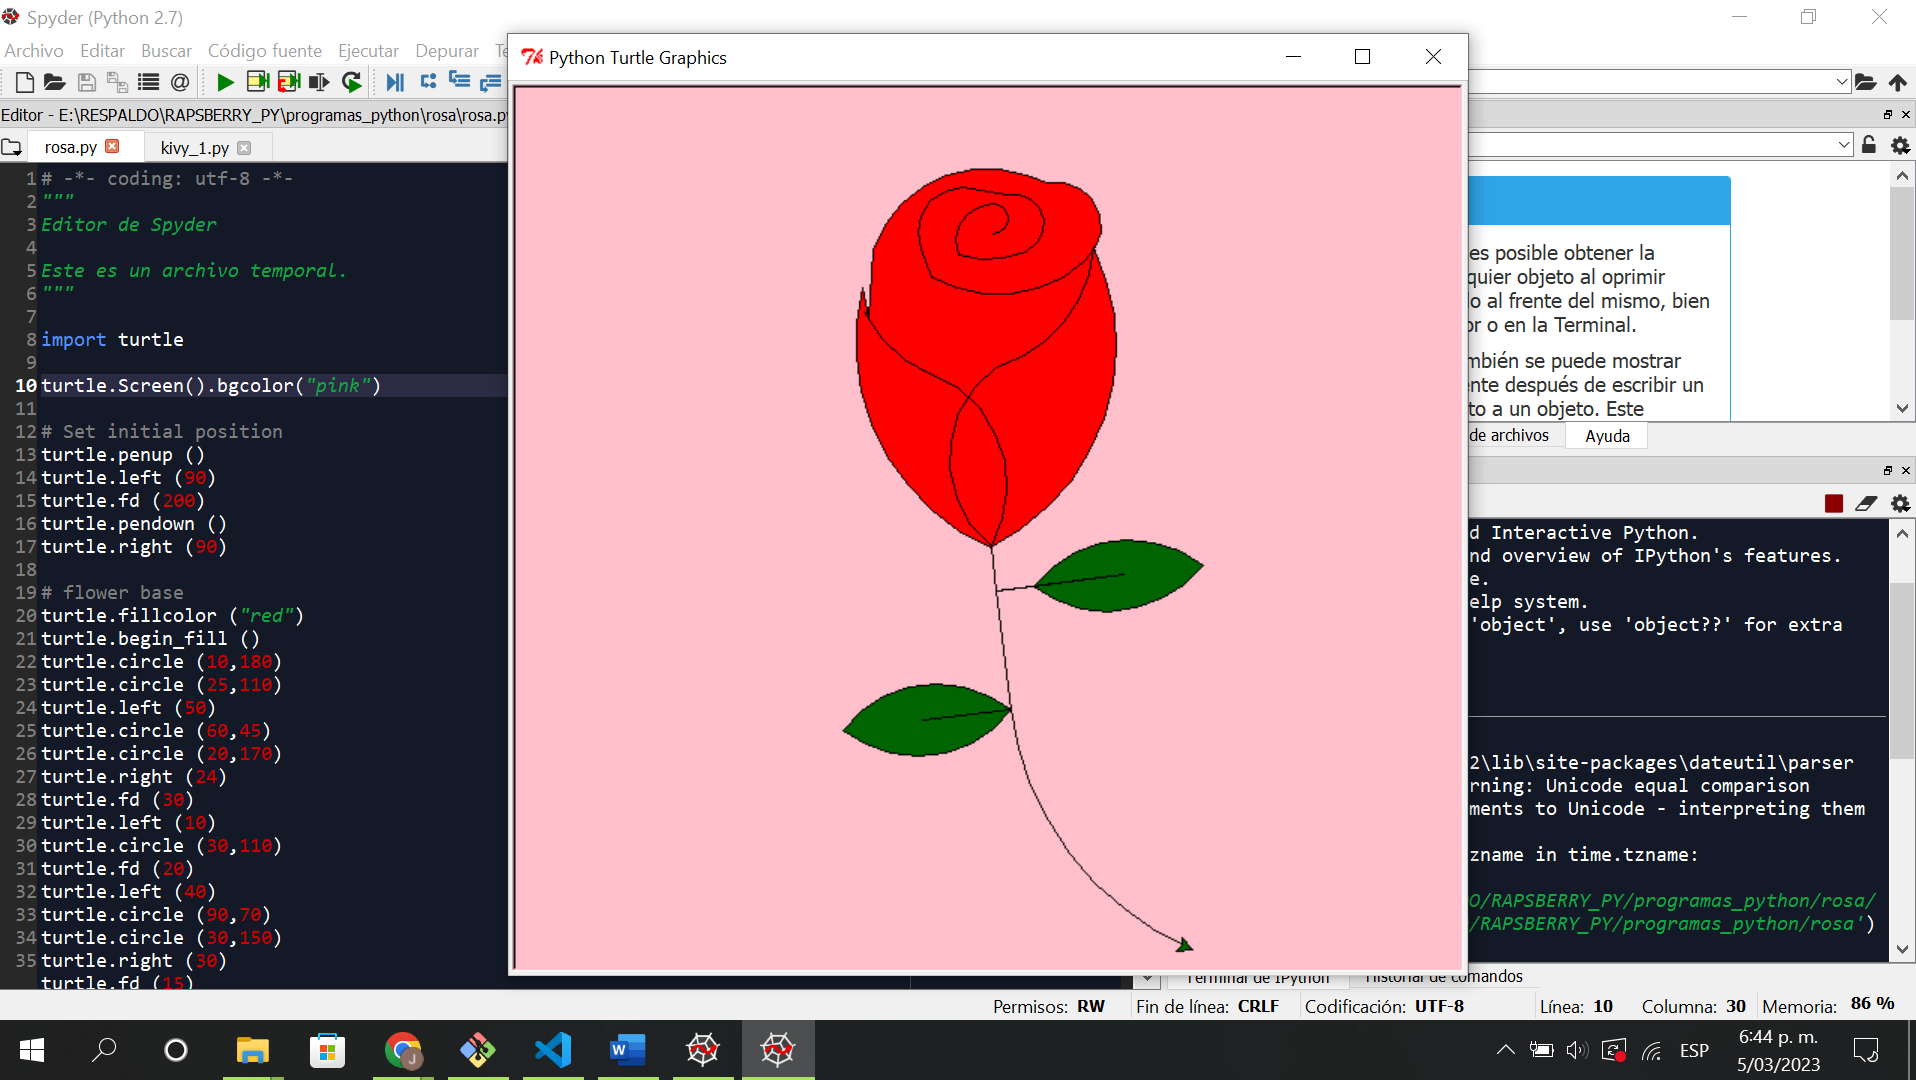 Spyder (Python 2.7)
Archivo Editar Buscar Código fuente Ejecutar Depurar
Python Turtle Graphics
Editor - E:\RESPALDO\RAPSBERRY_PY\programas_python\rosa\rosa.py
rosa.py kivy_1.py
1 # -*- coding: utf-8 -*-
2 """
3 Editor de Spyder
4
5 Este es un archivo temporal.
6 """
7
8 import turtle
9
10 turtle.Screen().bgcolor("pink")
11
12 # Set initial position
13 turtle.penup ()
14 turtle.left (90)
15 turtle.fd (200)
16 turtle.pendown ()
17 turtle.right (90)
18
19 # flower base
20 turtle.fillcolor ("red")
21 turtle.begin_fill ()
22 turtle.circle (10,180)
23 turtle.circle (25,110)
24 turtle.left (50)
25 turtle.circle (60,45)
26 turtle.circle (20,170)
27 turtle.right (24)
28 turtle.fd (30)
29 turtle.left (10)
30 turtle.circle (30,110)
31 turtle.fd (20)
32 turtle.left (40)
33 turtle.circle (90,70)
34 turtle.circle (30,150)
35 turtle.right (30)
turtle.fd (15)
es posible obtener la
quier objeto al oprimir
lo al frente del mismo, bien
or o en la Terminal.
mbién se puede mostrar
ente después de escribir un
to a un objeto. Este
de archivos Ayuda
d Interactive Python.
nd overview of IPython's features.
e.
elp system.
'object', use 'object??' for extra
2\lib\site-packages\dateutil\parser
rning: Unicode equal comparison
ments to Unicode - interpreting them
zname in time.tzname:
O/RAPSBERRY_PY/programas_python/rosa/
/RAPSBERRY_PY/programas_python/rosa')
Terminal de IPython Historial de comandos
Permisos: RW Fin de línea: CRLF Codificación: UTF-8 Línea: 10 Columna: 30 Memoria: 86 %
ESP
6:44 p. m.
5/03/2023